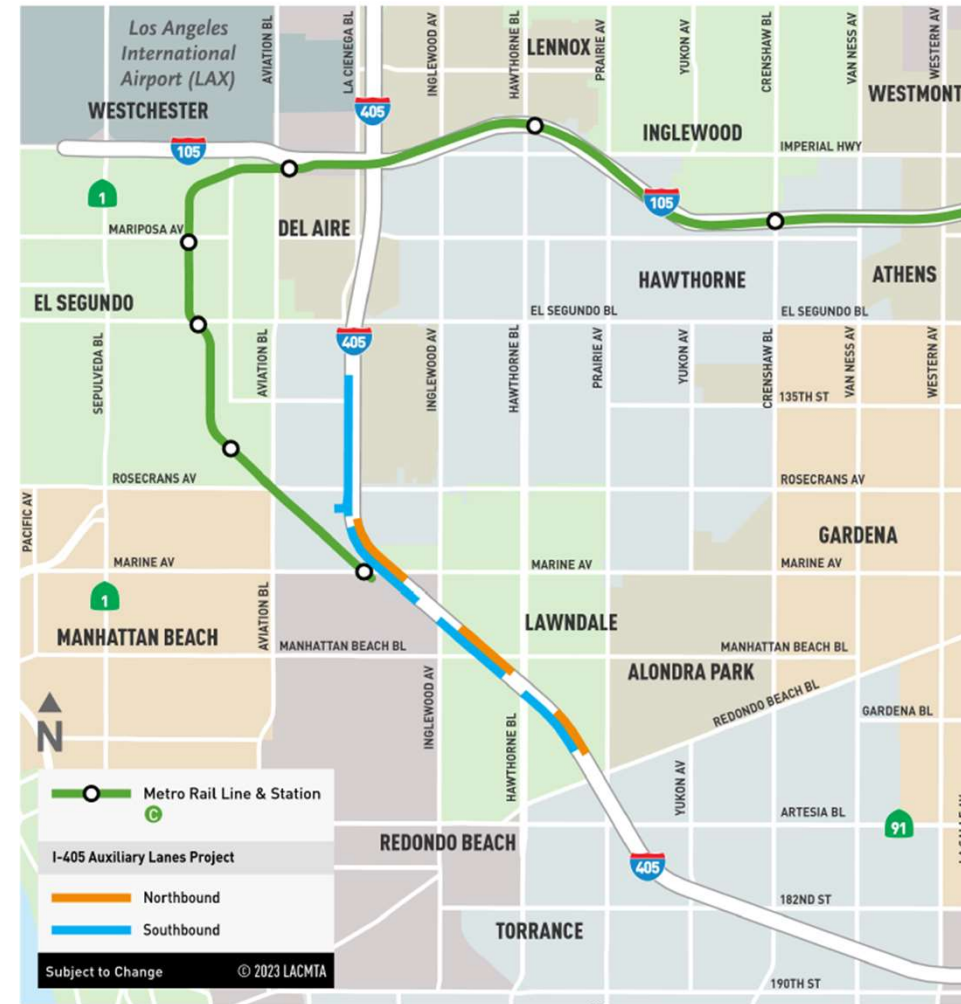 Los Angeles
International
Airport (LAX)
WESTCHESTER
AVIATION BL
LA CIENEGA BL
405
INGLEWOOD AV
HAWTHORNE BL
LENNOX
PRAIRIE AV
YUKON AV
CRENSHAW BL
VAN NESS AV
WESTERN AV
WESTMONT
105
INGLEWOOD
IMPERIAL HWY
1
105
MARIPOSA AV
DEL AIRE
HAWTHORNE
ATHENS
EL SEGUNDO
EL SEGUNDO BL
EL SEGUNDO BL
405
SEPULVEDA BL
AVIATION BL
INGLEWOOD AV
HAWTHORNE BL
PRAIRIE AV
YUKON AV
CRENSHAW BL
VAN NESS AV
WESTERN AV
135TH ST
ROSECRANS AV
ROSECRANS AV
PACIFIC AV
GARDENA
MARINE AV
MARINE AV
MARINE AV
1
MANHATTAN BEACH
AVIATION BL
LAWNDALE
MANHATTAN BEACH BL
MANHATTAN BEACH BL
INGLEWOOD AV
ALONDRA PARK
REDONDO BEACH BL
GARDENA BL
N
HAWTHORNE BL
YUKON AV
ARTESIA BL
91
REDONDO BEACH
405
182ND ST
TORRANCE
190TH ST
Metro Rail Line & Station
C
I-405 Auxiliary Lanes Project
Northbound
Southbound
Subject to Change © 2023 LACMTA